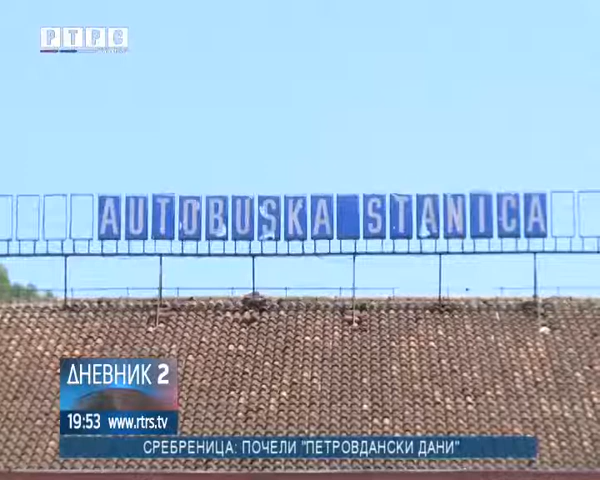 РТРС
AUTOBUSKA STANICA
ДНЕВНИК 2
19:53 www.rtrs.tv
СРЕБРЕНИЦА: ПОЧЕЛИ "ПЕТРОВДАНСКИ ДАНИ"